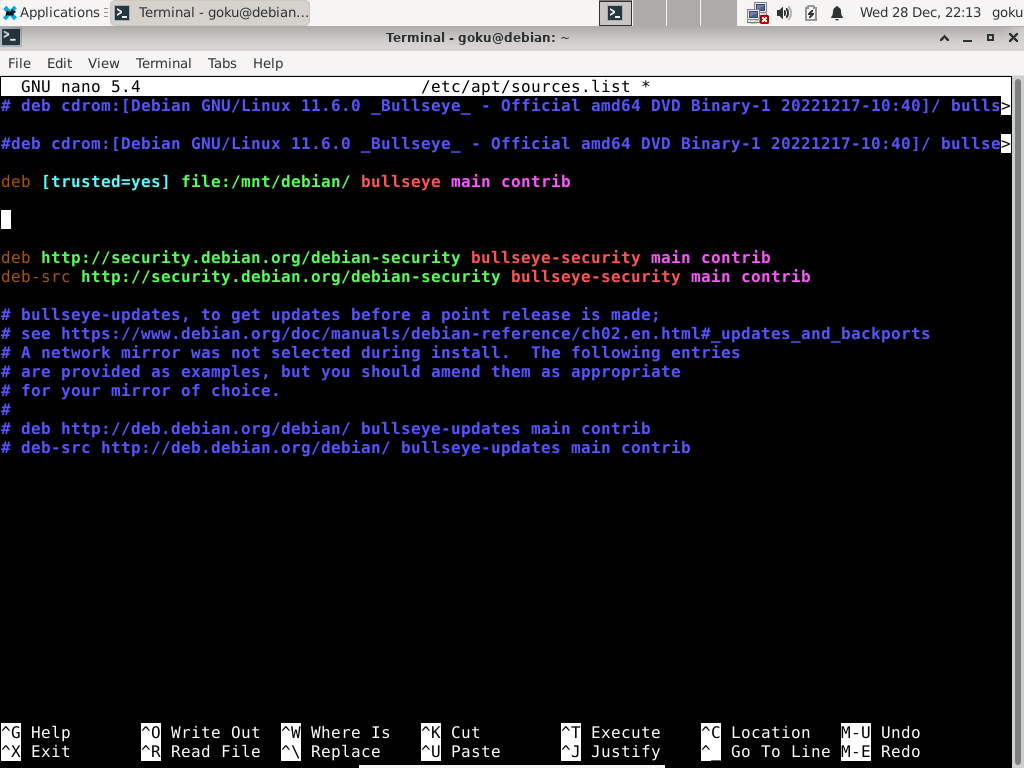 Applications Terminal - goku@debian... Wed 28 Dec, 22:13 goku
Terminal - goku@debian: ~
File Edit View Terminal Tabs Help
GNU nano 5.4 /etc/apt/sources.list *
# deb cdrom:[Debian GNU/Linux 11.6.0 _Bullseye_ - Official amd64 DVD Binary-1 20221217-10:40]/ bulls>
#deb cdrom:[Debian GNU/Linux 11.6.0 _Bullseye_ - Official amd64 DVD Binary-1 20221217-10:40]/ bullse>
deb [trusted=yes] file:/mnt/debian/ bullseye main contrib
deb http://security.debian.org/debian-security bullseye-security main contrib
deb-src http://security.debian.org/debian-security bullseye-security main contrib
# bullseye-updates, to get updates before a point release is made;
# see https://www.debian.org/doc/manuals/debian-reference/ch02.en.html#_updates_and_backports
# A network mirror was not selected during install.  The following entries
# are provided as examples, but you should amend them as appropriate
# for your mirror of choice.
#
# deb http://deb.debian.org/debian/ bullseye-updates main contrib
# deb-src http://deb.debian.org/debian/ bullseye-updates main contrib
^G Help ^O Write Out ^W Where Is ^K Cut ^T Execute ^C Location M-U Undo
^X Exit ^R Read File ^\ Replace ^U Paste ^J Justify ^_ Go To Line M-E Redo